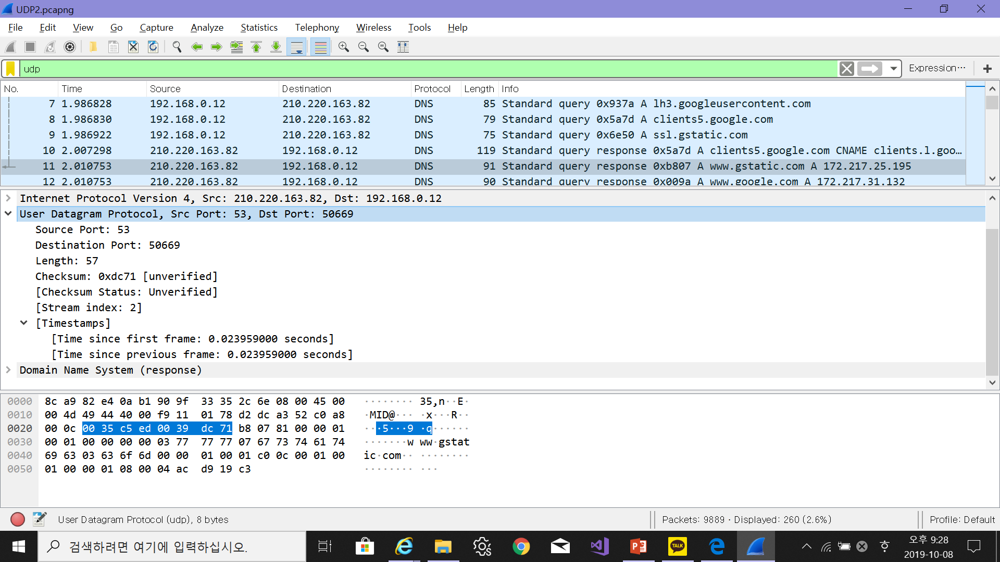 UDP2.pcapng
File Edit View Go Capture Analyze Statistics Telephony Wireless Tools Help
udp Expression…
No. Time Source Destination Protocol Length Info
7 1.986828 192.168.0.12 210.220.163.82 DNS 85 Standard query 0x937a A lh3.googleusercontent.com
8 1.986830 192.168.0.12 210.220.163.82 DNS 79 Standard query 0x5a7d A clients5.google.com
9 1.986922 192.168.0.12 210.220.163.82 DNS 75 Standard query 0x6e50 A ssl.gstatic.com
10 2.007298 210.220.163.82 192.168.0.12 DNS 119 Standard query response 0x5a7d A clients5.google.com CNAME clients.l.goo…
11 2.010753 210.220.163.82 192.168.0.12 DNS 91 Standard query response 0xb807 A www.gstatic.com A 172.217.25.195
12 2.010753 210.220.163.82 192.168.0.12 DNS 90 Standard query response 0x009a A www.google.com A 172.217.31.132
Internet Protocol Version 4, Src: 210.220.163.82, Dst: 192.168.0.12
User Datagram Protocol, Src Port: 53, Dst Port: 50669
Source Port: 53
Destination Port: 50669
Length: 57
Checksum: 0xdc71 [unverified]
[Checksum Status: Unverified]
[Stream index: 2]
[Timestamps]
[Time since first frame: 0.023959000 seconds]
[Time since previous frame: 0.023959000 seconds]
Domain Name System (response)
0000 8c a9 82 e4 0a b1 90 9f 33 35 2c 6e 08 00 45 00 ········ 35,n··E·
0010 00 4d 49 44 40 00 f9 11 01 78 d2 dc a3 52 c0 a8 ·MID@··· ·x···R··
0020 00 0c 00 35 c5 ed 00 39 dc 71 b8 07 81 00 00 01 ···5···9 ·q······
0030 00 01 00 00 00 00 03 77 77 77 07 67 73 74 61 74 ·······w ww·gstat
0040 69 63 03 63 6f 6d 00 00 01 00 01 c0 0c 00 01 00 ic·com·· ········
0050 01 00 00 01 08 00 04 ac d9 19 c3 ········ ···
User Datagram Protocol (udp), 8 bytes Packets: 9889 · Displayed: 260 (2.6%) Profile: Default
검색하려면 여기에 입력하십시오.
TALK
오후 9:28
2019-10-08